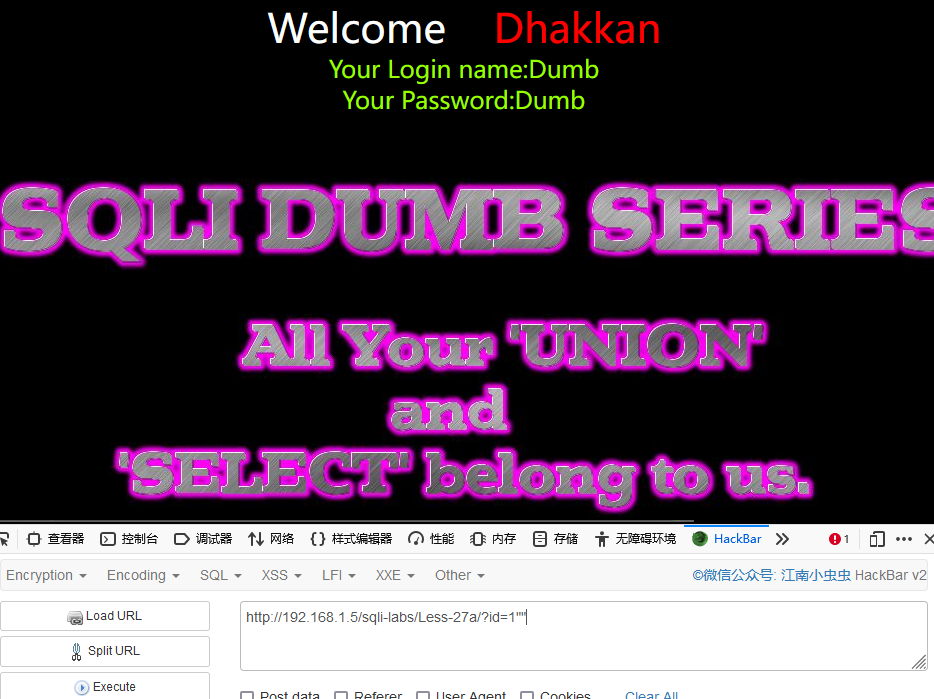 Welcome Dhakkan
Your Login name:Dumb
Your Password:Dumb
SQLI DUMB SERIES
All Your 'UNION'
and
'SELECT' belong to us.
查看器 控制台 调试器 网络 样式编辑器 性能 内存 存储 无障碍环境 HackBar 1
Encryption Encoding SQL XSS LFI XXE Other ©微信公众号: 江南小虫虫 HackBar v2
Load URL
http://192.168.1.5/sqli-labs/Less-27a/?id=1""
Split URL
Execute
Post data Referer User Agent Cookies Clear All